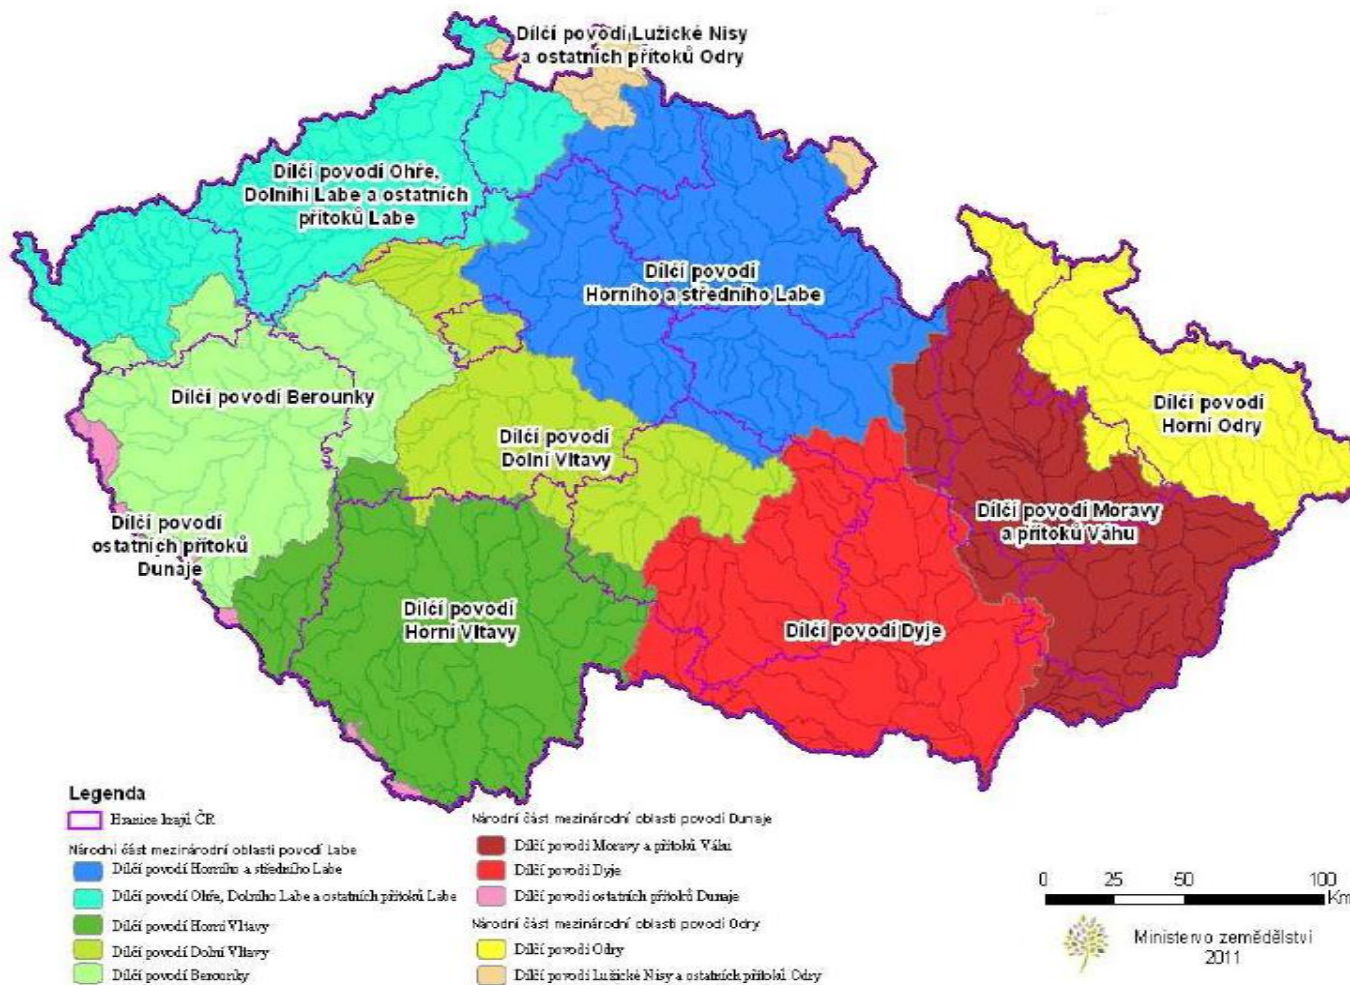 Dílčí povodí Lužické Nisy
a ostatních přítoků Odry
Dílčí povodí Ohře,
Dolního Labe a ostatních
přítoků Labe
Dílčí povodí
Horního a středního Labe
Dílčí povodí Berounky
Dílčí povodí
Horní Odry
Dílčí povodí
Dolní Vltavy
Dílčí povodí Moravy
a přítoků Váhu
Dílčí povodí
ostatních přítoků
Dunaje
Dílčí povodí
Horní Vltavy
Dílčí povodí Dyje
Legenda
Hranice krajů ČR
Národní část mezinárodní oblasti povodí Labe
Dílčí povodí Horního a středního Labe
Dílčí povodí Ohře, Dolního Labe a ostatních přítoků Labe
Dílčí povodí Horní Vltavy
Dílčí povodí Dolní Vltavy
Dílčí povodí Berounky
Národní část mezinárodní oblasti povodí Dunaje
Dílčí povodí Moravy a přítoků Váhu
Dílčí povodí Dyje
Dílčí povodí ostatních přítoků Dunaje
Národní část mezinárodní oblasti povodí Odry
Dílčí povodí Odry
Dílčí povodí Lužické Nisy a ostatních přítoků Odry
0 25 50 100
Km
Ministervo zemědělství
2011